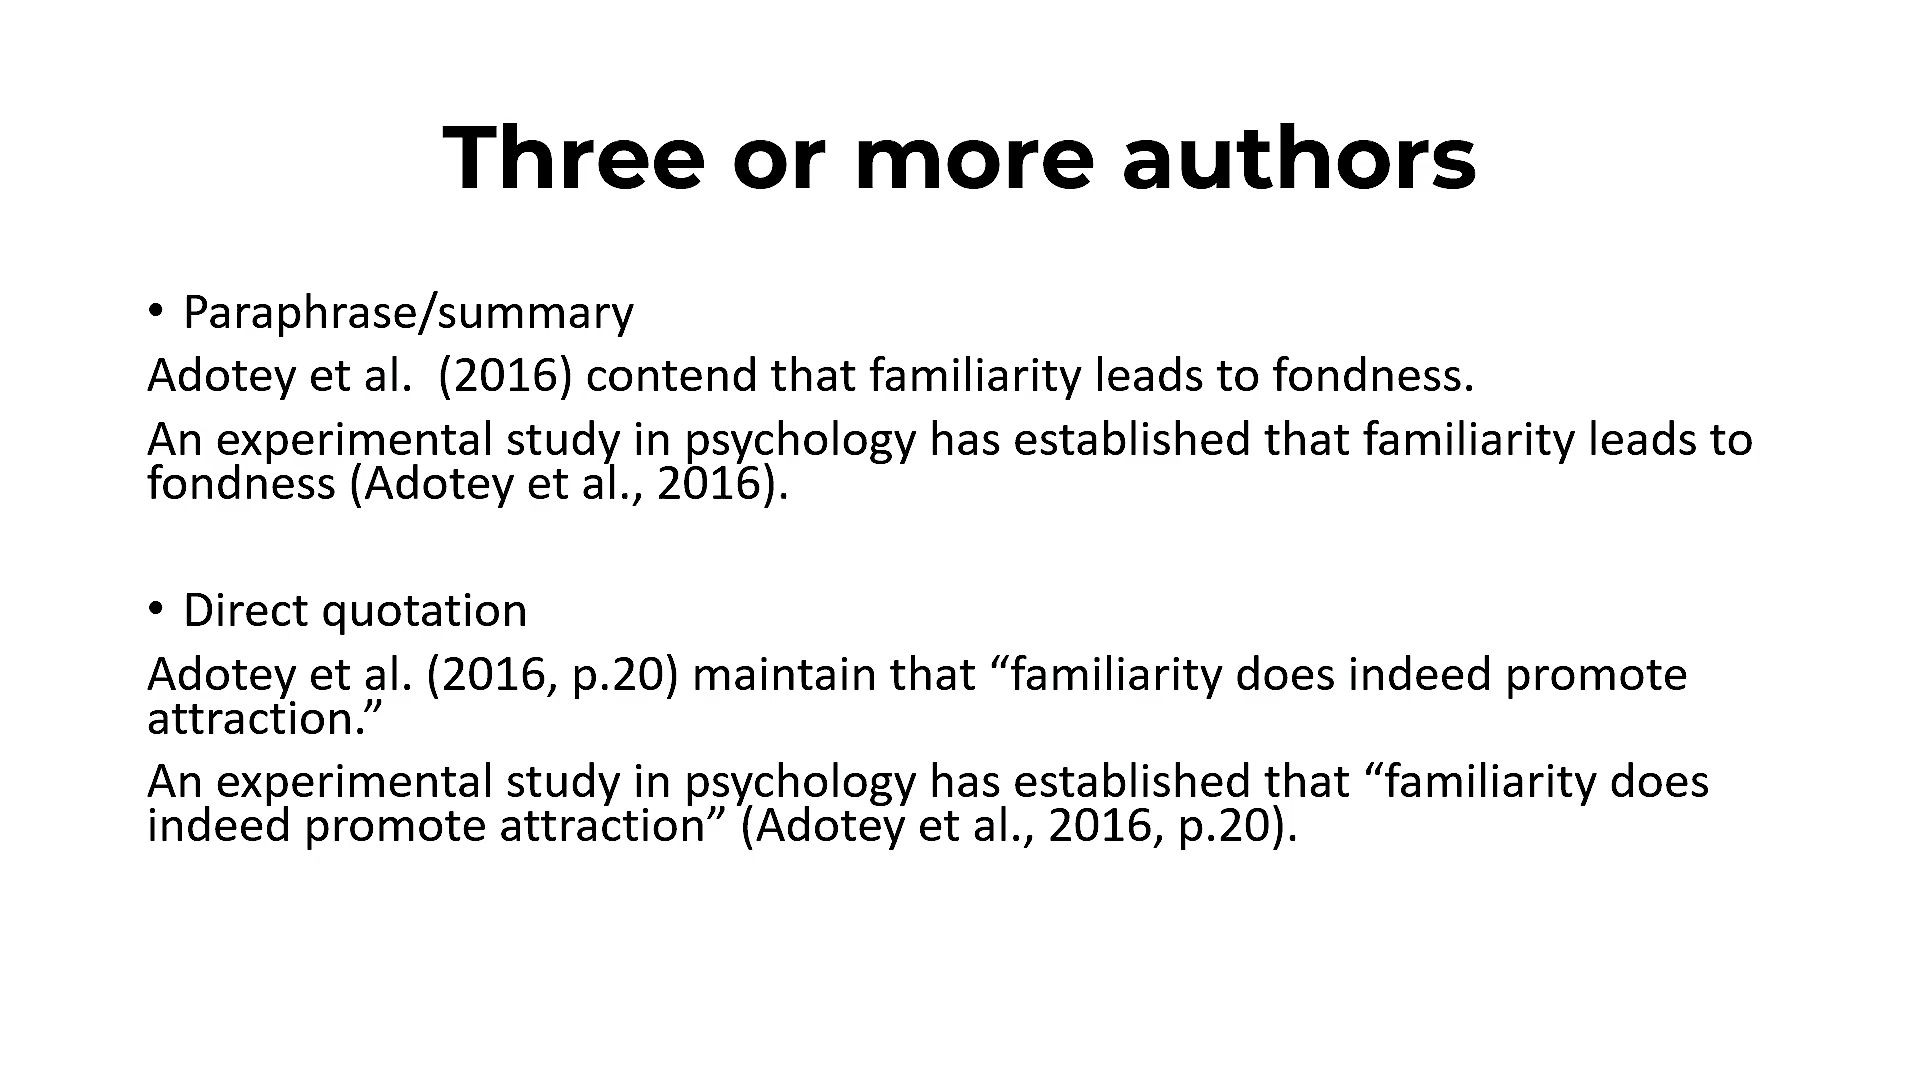 Three or more authors
• Paraphrase/summary
Adotey et al.  (2016) contend that familiarity leads to fondness.
An experimental study in psychology has established that familiarity leads to
fondness (Adotey et al., 2016).
• Direct quotation
Adotey et al. (2016, p.20) maintain that “familiarity does indeed promote
attraction.”
An experimental study in psychology has established that “familiarity does
indeed promote attraction” (Adotey et al., 2016, p.20).